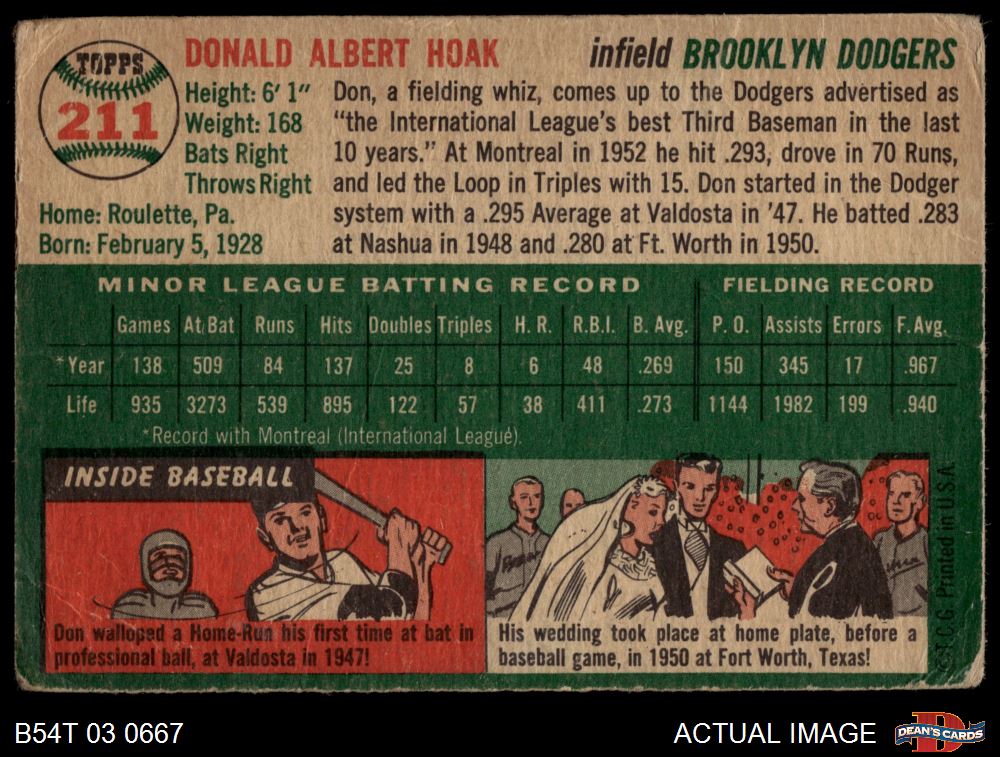 TOPPS
211
DONALD ALBERT HOAK
infield BROOKLYN DODGERS
Height: 6' 1"
Weight: 168
Bats Right
Throws Right
Home: Roulette, Pa.
Born: February 5, 1928
Don, a fielding whiz, comes up to the Dodgers advertised as
"the International League's best Third Baseman in the last
10 years." At Montreal in 1952 he hit .293, drove in 70 Runs,
and led the Loop in Triples with 15. Don started in the Dodger
system with a .295 Average at Valdosta in '47. He batted .283
at Nashua in 1948 and .280 at Ft. Worth in 1950.
MINOR LEAGUE BATTING RECORD FIELDING RECORD
Games At Bat Runs Hits Doubles Triples H. R. R.B.I. B. Avg. P. O. Assists Errors F. Avg.
*Year 138 509 84 137 25 8 6 48 .269 150 345 17 .967
Life 935 3273 539 895 122 57 38 411 .273 1144 1982 199 .940
*Record with Montreal (International League).
INSIDE BASEBALL
Don walloped a Home-Run his first time at bat in
professional ball, at Valdosta in 1947!
His wedding took place at home plate, before a
baseball game, in 1950 at Fort Worth, Texas!
T.C.G. Printed in U.S.A.
B54T 03 0667
ACTUAL IMAGE
DEAN'S CARDS